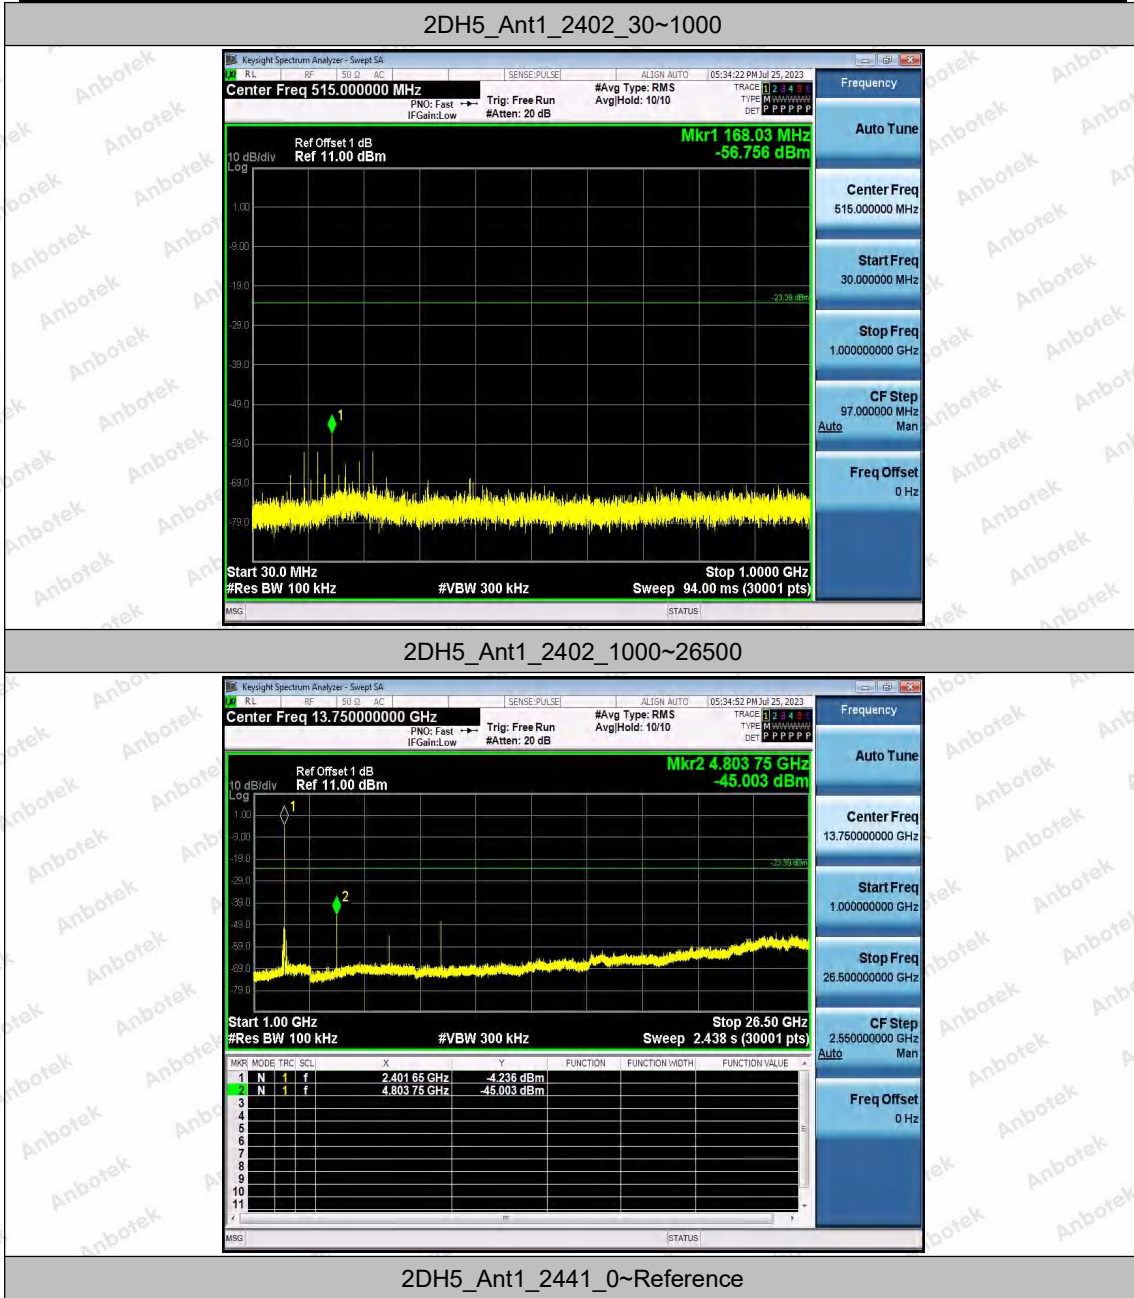 2DH5_Ant1_2402_30~1000
Keysight Spectrum Analyzer - Swept SA
RL RF 50 Ω AC SENSE:PULSE ALIGN AUTO 05:34:22 PM Jul 25, 2023
Center Freq 515.000000 MHz
PNO: Fast
IFGain:Low
Trig: Free Run
#Atten: 20 dB
#Avg Type: RMS
Avg|Hold: 10/10
TRACE 1 2 3 4 5 6
TYPE M W W W W W
DET P P P P P P
Mkr1 168.03 MHz
-56.756 dBm
10 dB/div
Log
Ref Offset 1 dB
Ref 11.00 dBm
1.00
-9.00
-19.0
-23.39 dBm
-29.0
-39.0
-49.0
1
-59.0
-69.0
-79.0
Start 30.0 MHz
Stop 1.0000 GHz
#Res BW 100 kHz
#VBW 300 kHz
Sweep 94.00 ms (30001 pts)
MSG
STATUS
Frequency
Auto Tune
Center Freq
515.000000 MHz
Start Freq
30.000000 MHz
Stop Freq
1.000000000 GHz
CF Step
97.000000 MHz
Auto Man
Freq Offset
0 Hz
2DH5_Ant1_2402_1000~26500
Keysight Spectrum Analyzer - Swept SA
RL RF 50 Ω AC SENSE:PULSE ALIGN AUTO 05:34:52 PM Jul 25, 2023
Center Freq 13.750000000 GHz
PNO: Fast
IFGain:Low
Trig: Free Run
#Atten: 20 dB
#Avg Type: RMS
Avg|Hold: 10/10
TRACE 1 2 3 4 5 6
TYPE M W W W W W
DET P P P P P P
Mkr2 4.803 75 GHz
-45.003 dBm
10 dB/div
Log
Ref Offset 1 dB
Ref 11.00 dBm
1
1.00
-9.00
-19.0
-23.39 dBm
-29.0
2
-39.0
-49.0
-59.0
-69.0
-79.0
Start 1.00 GHz
Stop 26.50 GHz
#Res BW 100 kHz
#VBW 300 kHz
Sweep 2.438 s (30001 pts)
MKR MODE TRC SCL X Y FUNCTION FUNCTION WIDTH FUNCTION VALUE
1 N 1 f 2.401 65 GHz -4.236 dBm
2 N 1 f 4.803 75 GHz -45.003 dBm
3
4
5
6
7
8
9
10
11
MSG
STATUS
Frequency
Auto Tune
Center Freq
13.750000000 GHz
Start Freq
1.000000000 GHz
Stop Freq
26.500000000 GHz
CF Step
2.550000000 GHz
Auto Man
Freq Offset
0 Hz
2DH5_Ant1_2441_0~Reference